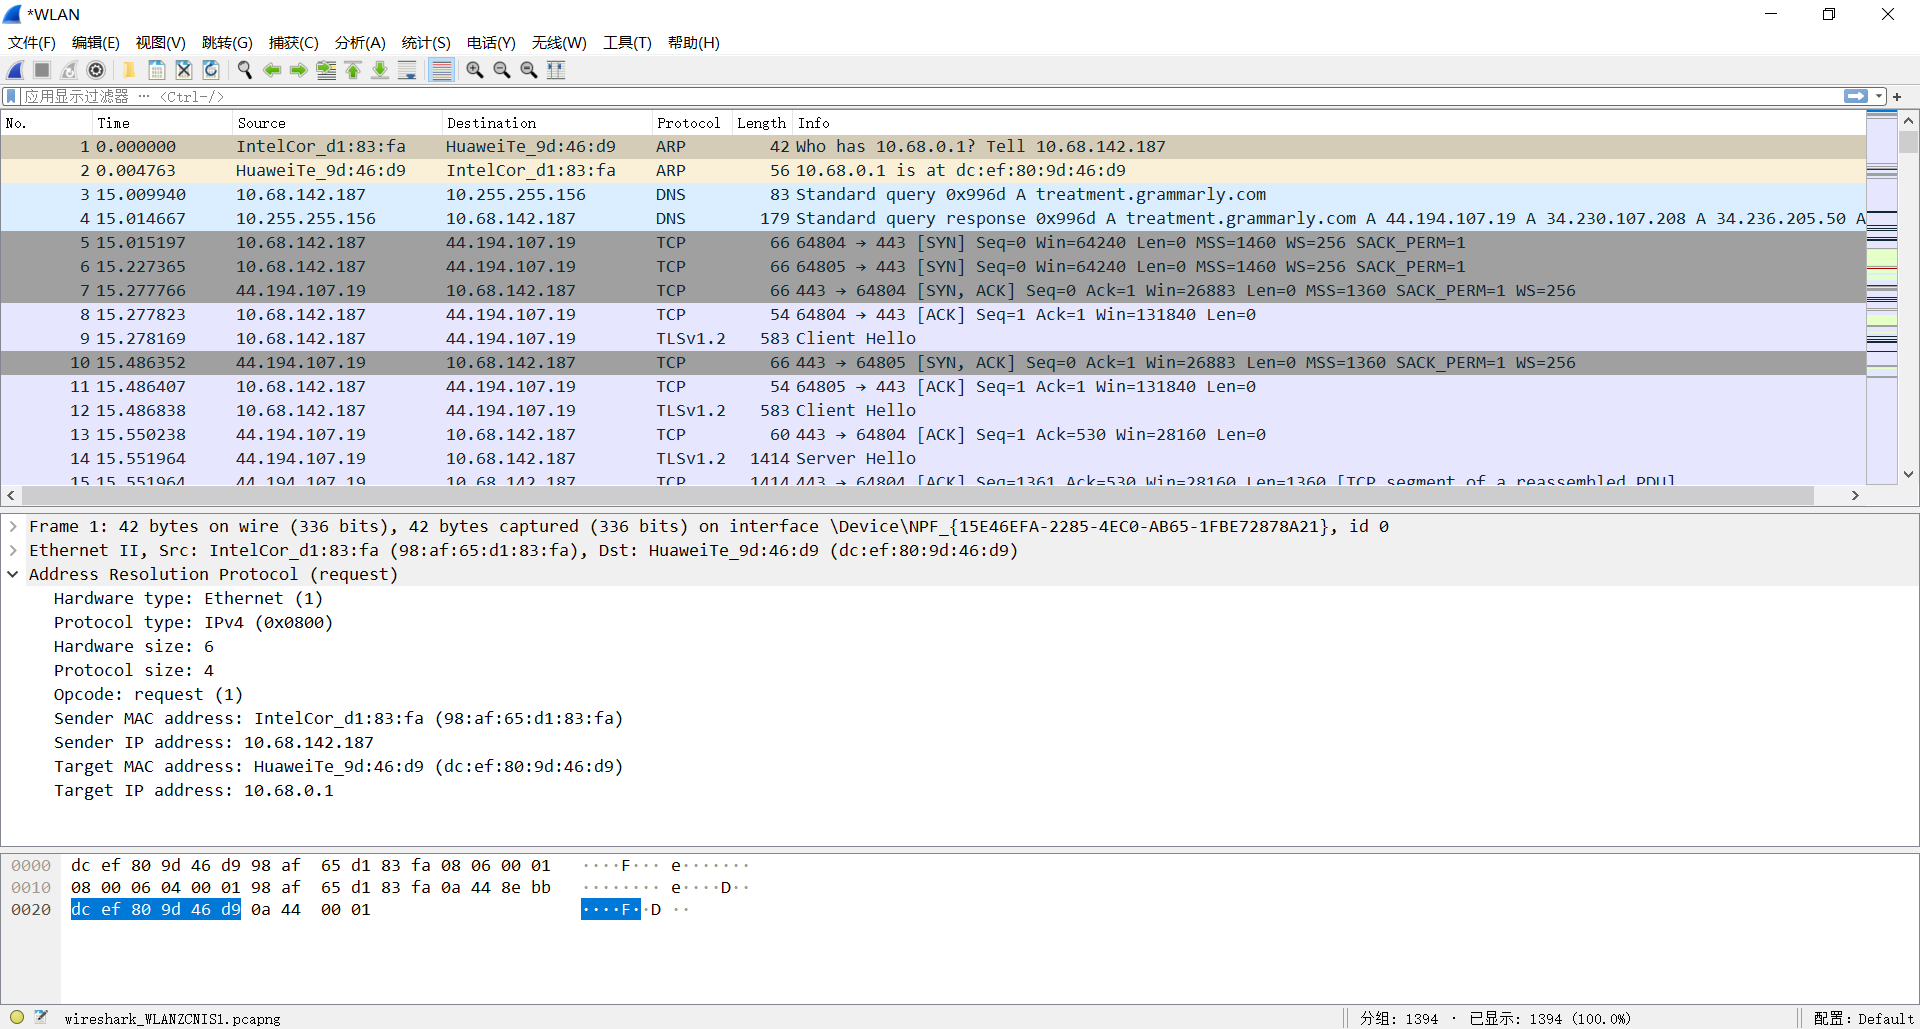 *WLAN
文件(F) 编辑(E) 视图(V) 跳转(G) 捕获(C) 分析(A) 统计(S) 电话(Y) 无线(W) 工具(T) 帮助(H)
应用显示过滤器 … <Ctrl-/>
No. Time Source Destination Protocol Length Info
1 0.000000 IntelCor_d1:83:fa HuaweiTe_9d:46:d9 ARP 42 Who has 10.68.0.1? Tell 10.68.142.187
2 0.004763 HuaweiTe_9d:46:d9 IntelCor_d1:83:fa ARP 56 10.68.0.1 is at dc:ef:80:9d:46:d9
3 15.009940 10.68.142.187 10.255.255.156 DNS 83 Standard query 0x996d A treatment.grammarly.com
4 15.014667 10.255.255.156 10.68.142.187 DNS 179 Standard query response 0x996d A treatment.grammarly.com A 44.194.107.19 A 34.230.107.208 A 34.236.205.50 A
5 15.015197 10.68.142.187 44.194.107.19 TCP 66 64804 → 443 [SYN] Seq=0 Win=64240 Len=0 MSS=1460 WS=256 SACK_PERM=1
6 15.227365 10.68.142.187 44.194.107.19 TCP 66 64805 → 443 [SYN] Seq=0 Win=64240 Len=0 MSS=1460 WS=256 SACK_PERM=1
7 15.277766 44.194.107.19 10.68.142.187 TCP 66 443 → 64804 [SYN, ACK] Seq=0 Ack=1 Win=26883 Len=0 MSS=1360 SACK_PERM=1 WS=256
8 15.277823 10.68.142.187 44.194.107.19 TCP 54 64804 → 443 [ACK] Seq=1 Ack=1 Win=131840 Len=0
9 15.278169 10.68.142.187 44.194.107.19 TLSv1.2 583 Client Hello
10 15.486352 44.194.107.19 10.68.142.187 TCP 66 443 → 64805 [SYN, ACK] Seq=0 Ack=1 Win=26883 Len=0 MSS=1360 SACK_PERM=1 WS=256
11 15.486407 10.68.142.187 44.194.107.19 TCP 54 64805 → 443 [ACK] Seq=1 Ack=1 Win=131840 Len=0
12 15.486838 10.68.142.187 44.194.107.19 TLSv1.2 583 Client Hello
13 15.550238 44.194.107.19 10.68.142.187 TCP 60 443 → 64804 [ACK] Seq=1 Ack=530 Win=28160 Len=0
14 15.551964 44.194.107.19 10.68.142.187 TLSv1.2 1414 Server Hello
15 15.551964 44.194.107.19 10.68.142.187 TCP 1414 443 → 64804 [ACK] Seq=1361 Ack=530 Win=28160 Len=1360 [TCP segment of a reassembled PDU]
Frame 1: 42 bytes on wire (336 bits), 42 bytes captured (336 bits) on interface \Device\NPF_{15E46EFA-2285-4EC0-AB65-1FBE72878A21}, id 0
Ethernet II, Src: IntelCor_d1:83:fa (98:af:65:d1:83:fa), Dst: HuaweiTe_9d:46:d9 (dc:ef:80:9d:46:d9)
Address Resolution Protocol (request)
Hardware type: Ethernet (1)
Protocol type: IPv4 (0x0800)
Hardware size: 6
Protocol size: 4
Opcode: request (1)
Sender MAC address: IntelCor_d1:83:fa (98:af:65:d1:83:fa)
Sender IP address: 10.68.142.187
Target MAC address: HuaweiTe_9d:46:d9 (dc:ef:80:9d:46:d9)
Target IP address: 10.68.0.1
0000 dc ef 80 9d 46 d9 98 af 65 d1 83 fa 08 06 00 01 ····F··· e·······
0010 08 00 06 04 00 01 98 af 65 d1 83 fa 0a 44 8e bb ········ e····D··
0020 dc ef 80 9d 46 d9 0a 44 00 01 ····F··D ··
wireshark_WLANZCNIS1.pcapng 分组: 1394 · 已显示: 1394 (100.0%) 配置: Default